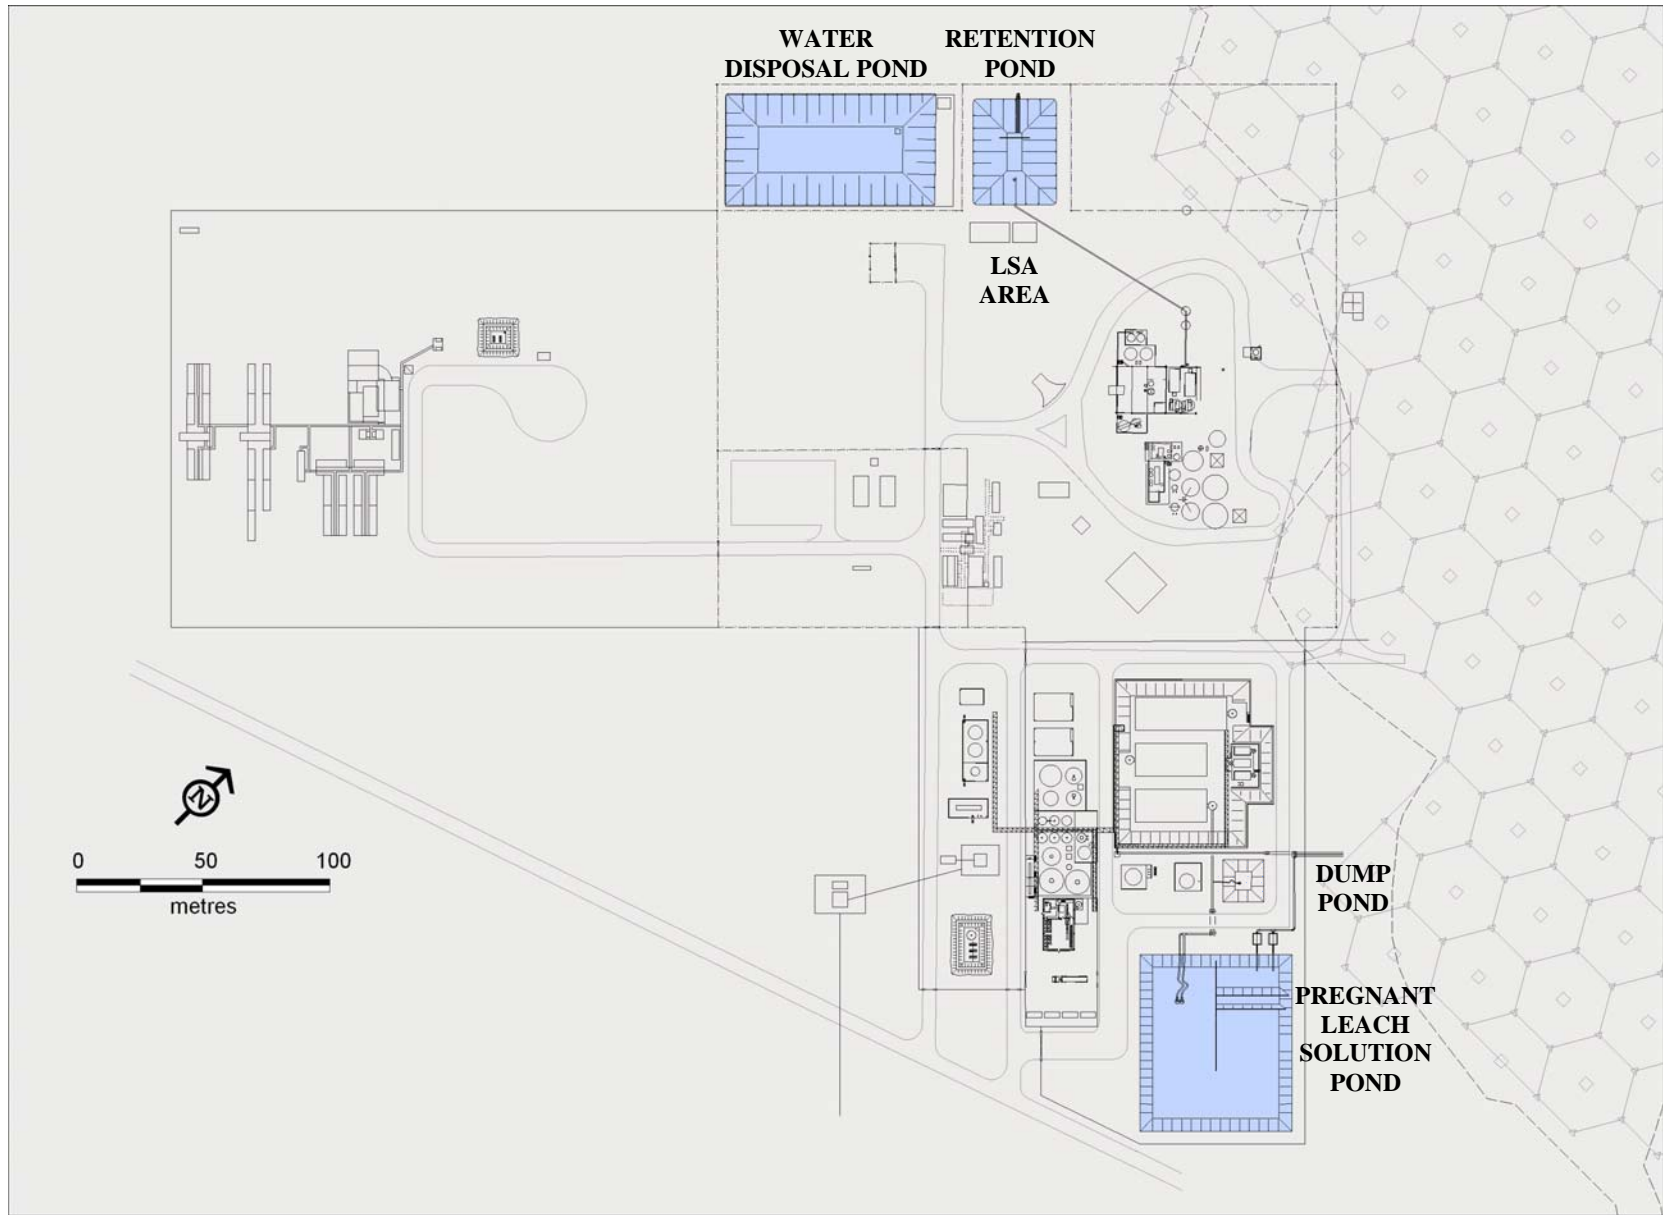 WATER
DISPOSAL POND
RETENTION
POND
LSA
AREA
N
0 50 100
metres
DUMP
POND
PREGNANT
LEACH
SOLUTION
POND